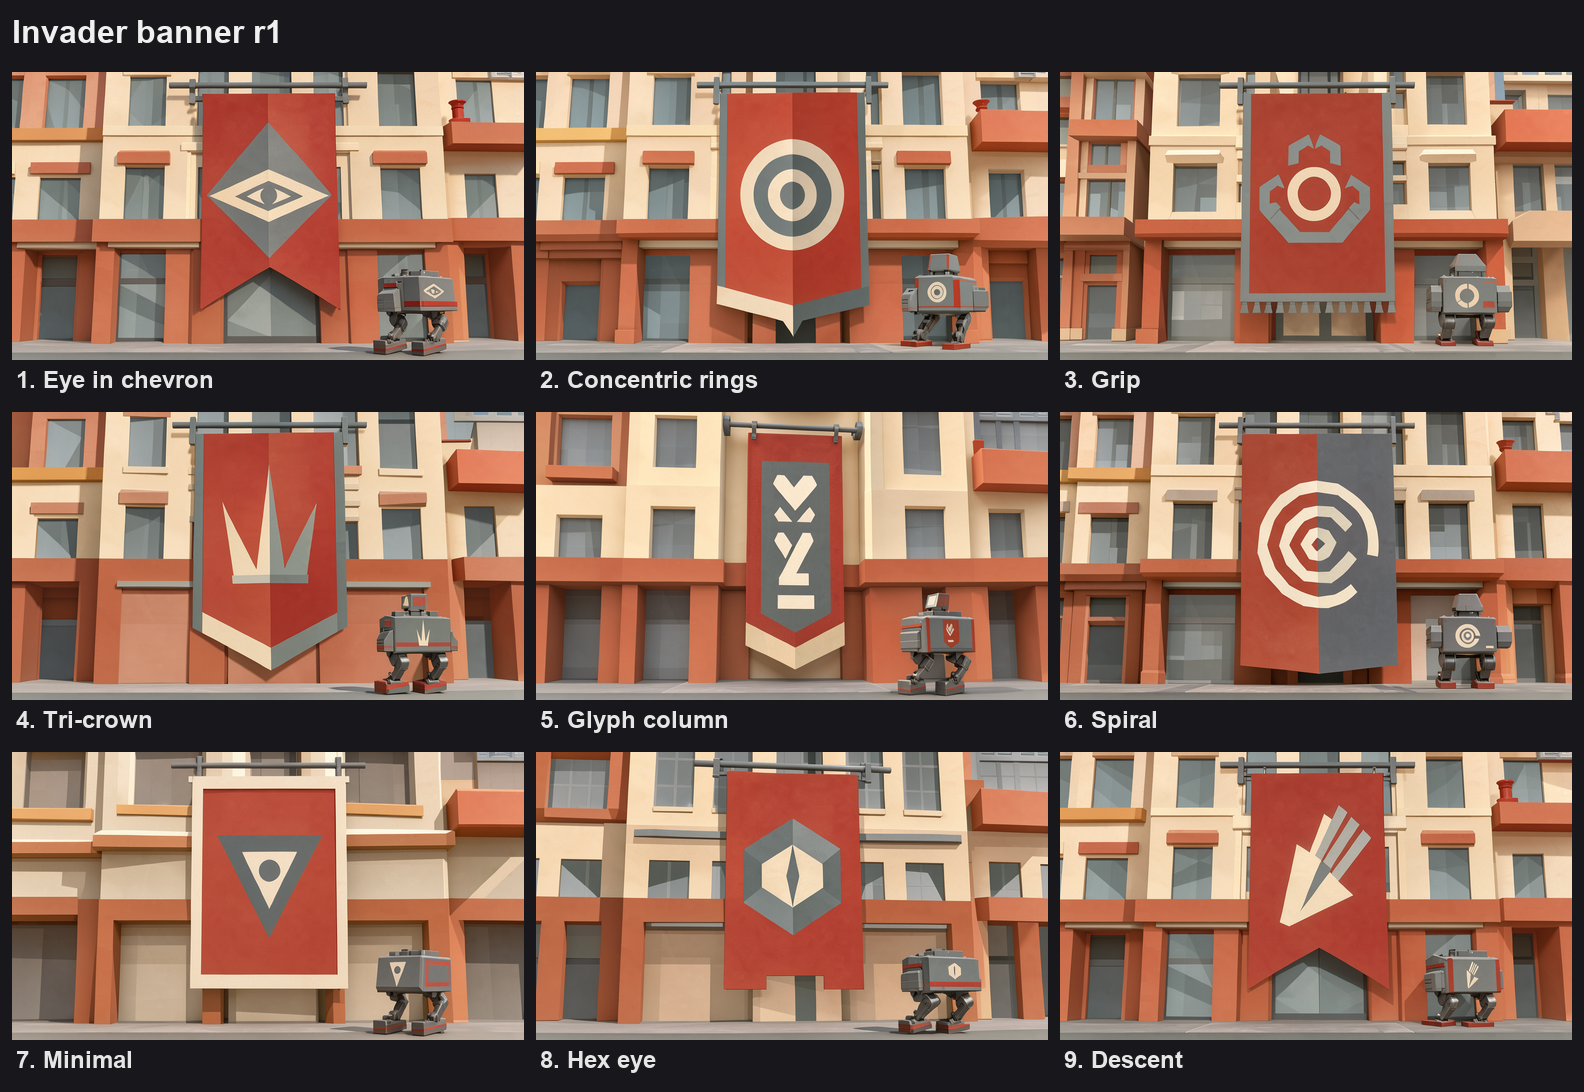 Invader banner r1
1. Eye in chevron
2. Concentric rings
3. Grip
4. Tri-crown
5. Glyph column
6. Spiral
7. Minimal
8. Hex eye
9. Descent